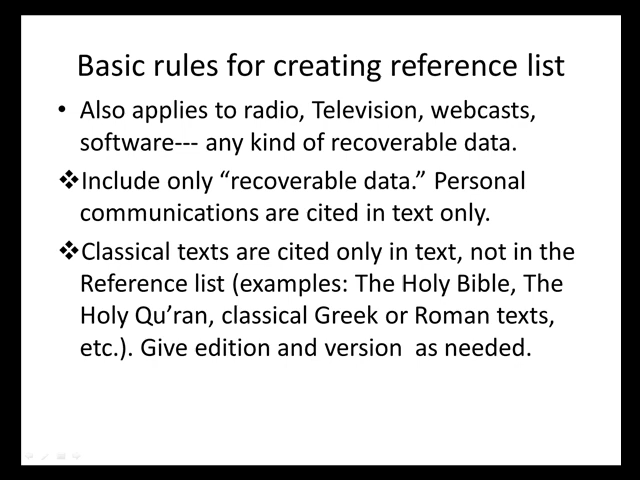 Basic rules for creating reference list
• Also applies to radio, Television, webcasts,
software--- any kind of recoverable data.
❖Include only “recoverable data.” Personal
communications are cited in text only.
❖Classical texts are cited only in text, not in the
Reference list (examples: The Holy Bible, The
Holy Qu’ran, classical Greek or Roman texts,
etc.). Give edition and version  as needed.